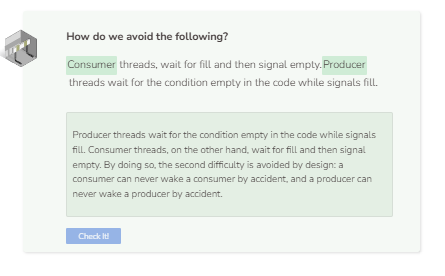 How do we avoid the following?
Consumer threads, wait for fill and then signal empty. Producer
threads wait for the condition empty in the code while signals fill.
Producer threads wait for the condition empty in the code while signals
fill. Consumer threads, on the other hand, wait for fill and then signal
empty. By doing so, the second difficulty is avoided by design: a
consumer can never wake a consumer by accident, and a producer can
never wake a producer by accident.
Check It!